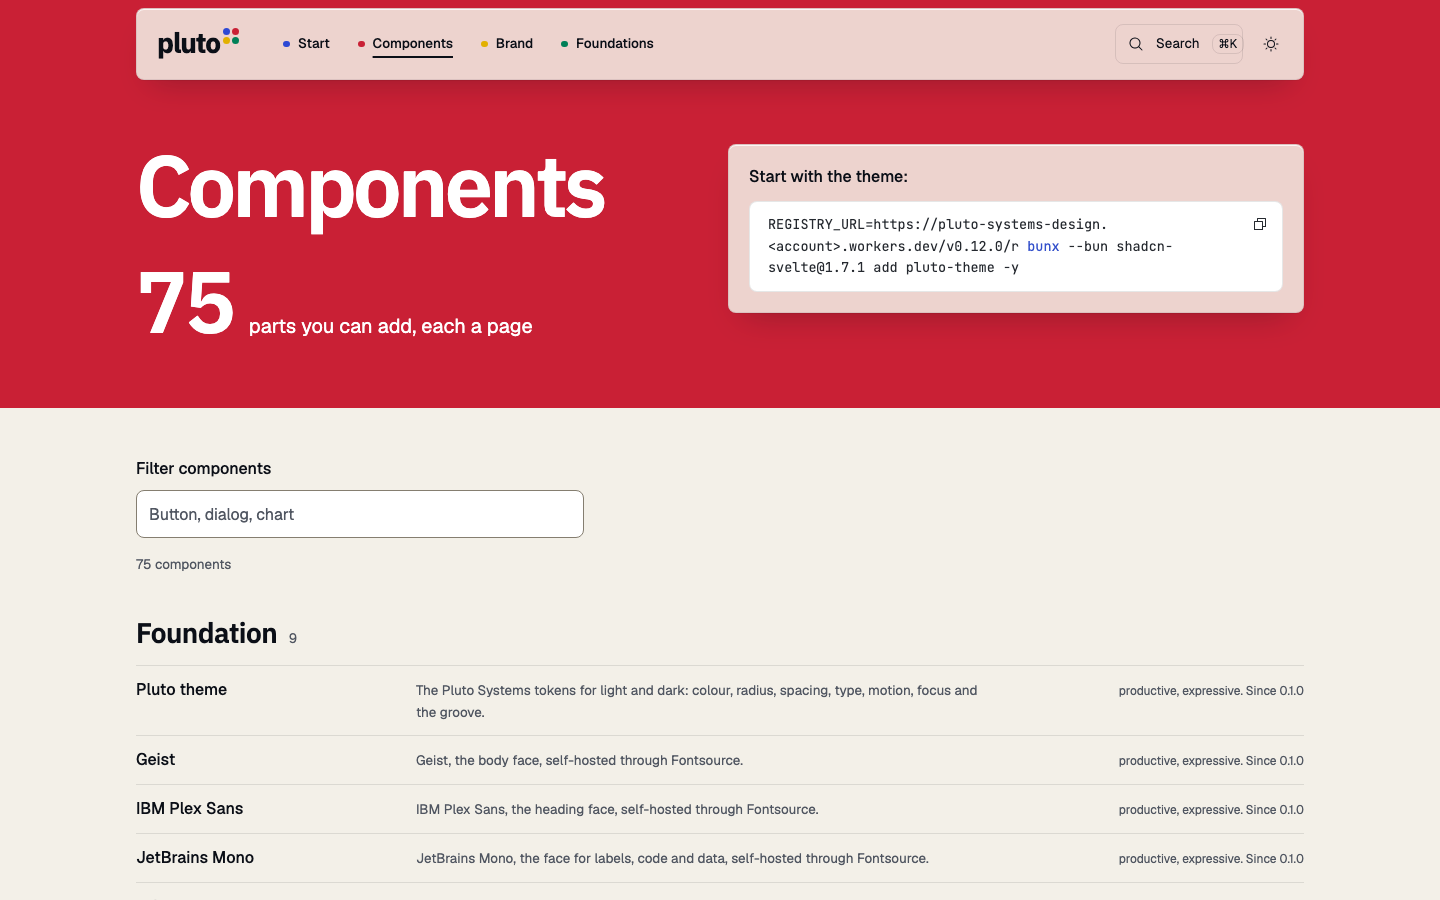 pluto
Start
Components
Brand
Foundations
Search
⌘K
Components
75 parts you can add, each a page
Start with the theme:
REGISTRY_URL=https://pluto-systems-design.
<account>.workers.dev/v0.12.0/r bunx --bun shadcn-
svelte@1.7.1 add pluto-theme -y
Filter components
Button, dialog, chart
75 components
Foundation 9
Pluto theme
The Pluto Systems tokens for light and dark: colour, radius, spacing, type, motion, focus and
the groove.
productive, expressive. Since 0.1.0
Geist
Geist, the body face, self-hosted through Fontsource.
productive, expressive. Since 0.1.0
IBM Plex Sans
IBM Plex Sans, the heading face, self-hosted through Fontsource.
productive, expressive. Since 0.1.0
JetBrains Mono
JetBrains Mono, the face for labels, code and data, self-hosted through Fontsource.
productive, expressive. Since 0.1.0